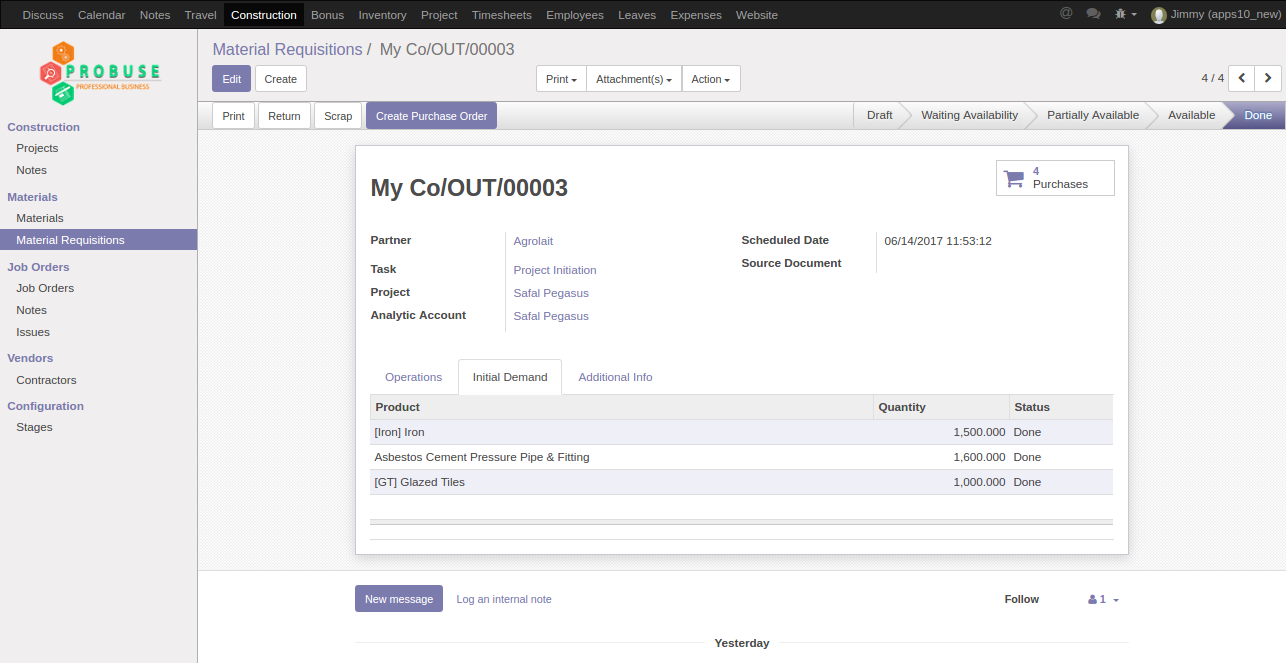 Discuss Calendar Notes Travel Construction Bonus Inventory Project Timesheets Employees Leaves Expenses Website @ Jimmy (apps10_new)
PROBUSE
PROFESSIONAL BUSINESS
Construction
Projects
Notes
Materials
Materials
Material Requisitions
Job Orders
Job Orders
Notes
Issues
Vendors
Contractors
Configuration
Stages
Material Requisitions / My Co/OUT/00003
Edit Create Print Attachment(s) Action 4 / 4
Print Return Scrap Create Purchase Order Draft Waiting Availability Partially Available Available Done
4
Purchases
My Co/OUT/00003
Partner Agrolait Scheduled Date 06/14/2017 11:53:12
Source Document
Task Project Initiation
Project Safal Pegasus
Analytic Account Safal Pegasus
Operations Initial Demand Additional Info
Product Quantity Status
[Iron] Iron 1,500.000 Done
Asbestos Cement Pressure Pipe & Fitting 1,600.000 Done
[GT] Glazed Tiles 1,000.000 Done
New message Log an internal note Follow 1
Yesterday